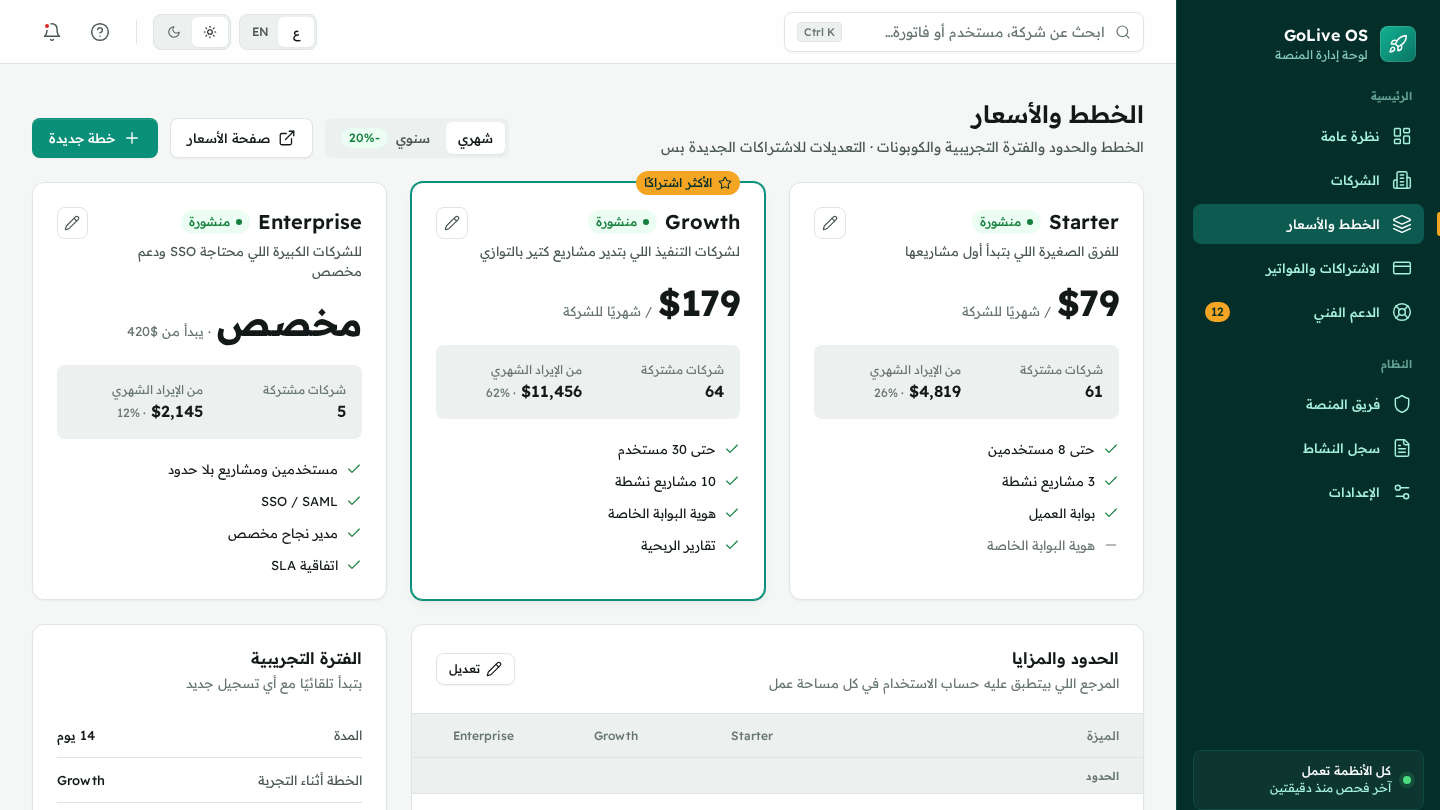 GoLive OS
لوحة إدارة المنصة
الرئيسية
نظرة عامة
الشركات
الخطط والأسعار
الاشتراكات والفواتير
الدعم الفني
12
النظام
فريق المنصة
سجل النشاط
الإعدادات
كل الأنظمة تعمل
آخر فحص منذ دقيقتين
ابحث عن شركة، مستخدم أو فاتورة...
Ctrl K
ع
EN
الخطط والأسعار
الخطط والحدود والفترة التجريبية والكوبونات · التعديلات للاشتراكات الجديدة بس
شهري
سنوي
-20%
صفحة الأسعار
خطة جديدة
Starter
منشورة
للفرق الصغيرة اللي بتبدأ أول مشاريعها
$79
/ شهريًا للشركة
شركات مشتركة
61
من الإيراد الشهري
$4,819 · 26%
حتى 8 مستخدمين
3 مشاريع نشطة
بوابة العميل
هوية البوابة الخاصة
الأكثر اشتراكًا
Growth
منشورة
لشركات التنفيذ اللي بتدير مشاريع كتير بالتوازي
$179
/ شهريًا للشركة
شركات مشتركة
64
من الإيراد الشهري
$11,456 · 62%
حتى 30 مستخدم
10 مشاريع نشطة
هوية البوابة الخاصة
تقارير الربحية
Enterprise
منشورة
للشركات الكبيرة اللي محتاجة SSO ودعم
مخصص
مخصص
· يبدأ من $420
شركات مشتركة
5
من الإيراد الشهري
$2,145 · 12%
مستخدمين ومشاريع بلا حدود
SSO / SAML
مدير نجاح مخصص
اتفاقية SLA
الحدود والمزايا
المرجع اللي بيتطبق عليه حساب الاستخدام في كل مساحة عمل
تعديل
الميزة
Starter
Growth
Enterprise
الحدود
الفترة التجريبية
بتبدأ تلقائيًا مع أي تسجيل جديد
المدة
14 يوم
الخطة أثناء التجربة
Growth